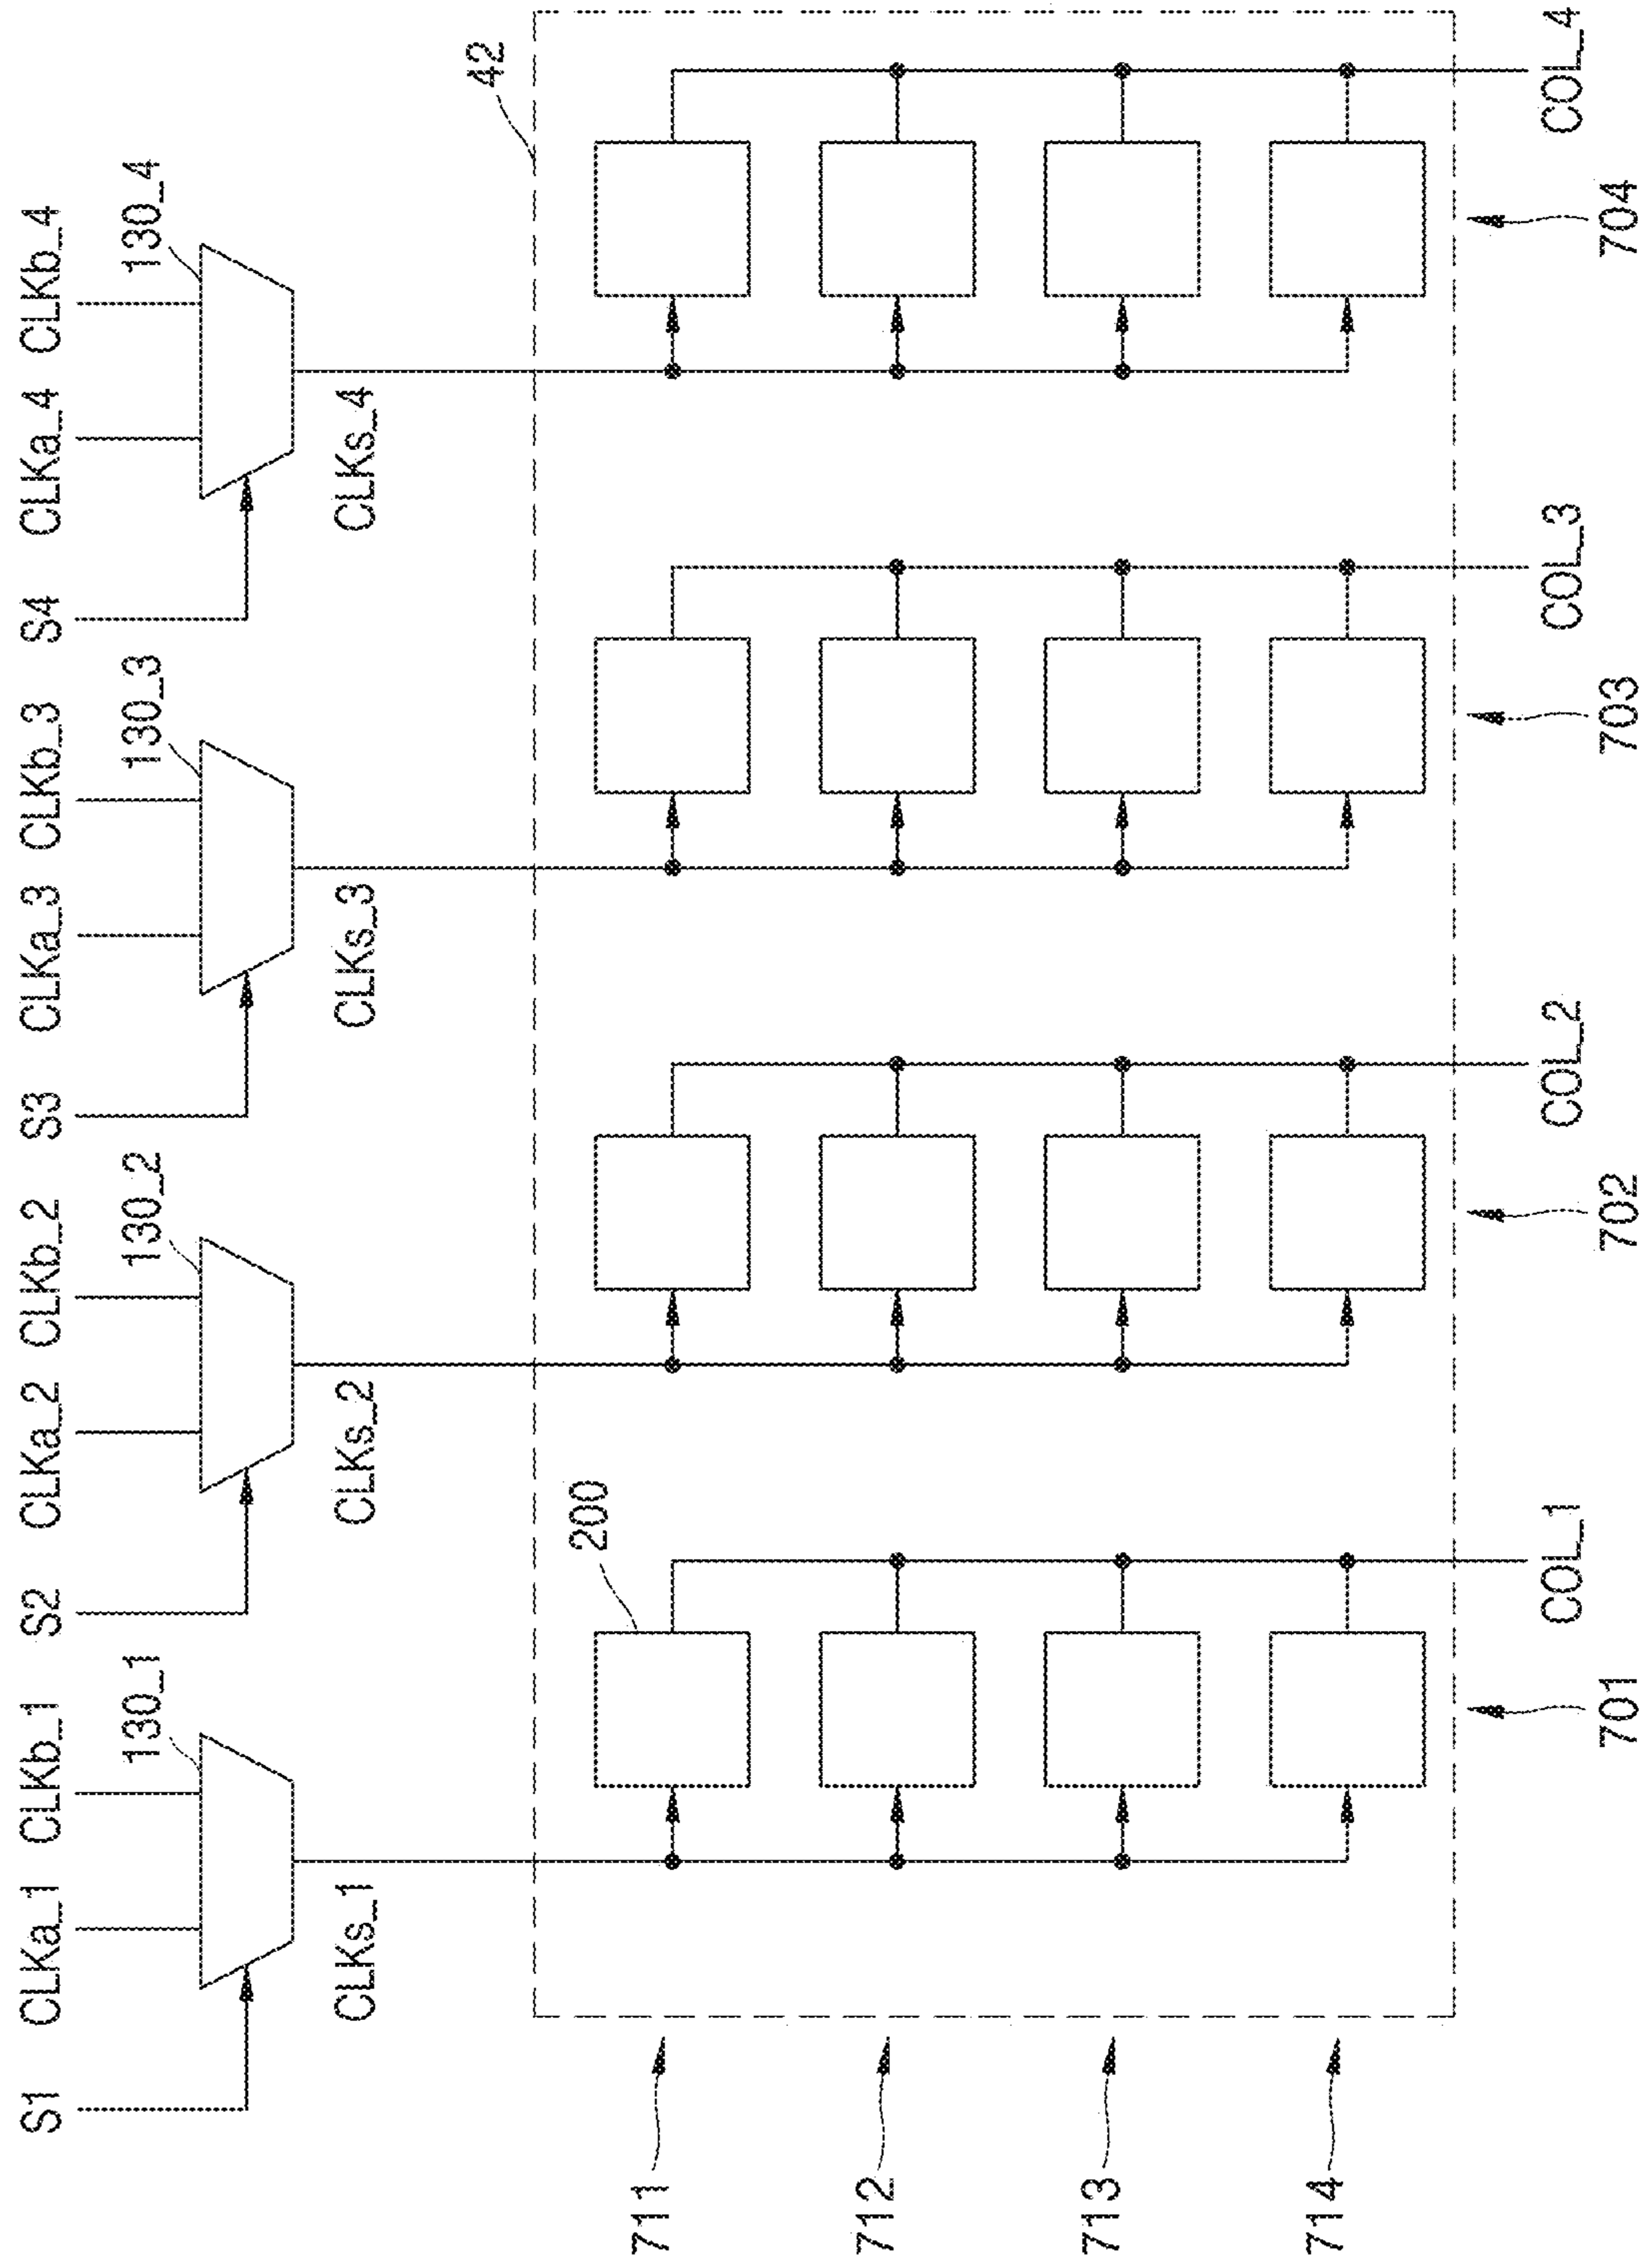 S1 CLKa_1 CLKb_1 S2 CLKa_2 CLKb_2 S3 CLKa_3 CLKb_3 S4 CLKa_4 CLKb_4
130_1 130_2 130_3 130_4
CLKs_1 CLKs_2 CLKs_3 CLKs_4
42
200
711
712
713
714
COL_1 COL_2 COL_3 COL_4
701 702 703 704